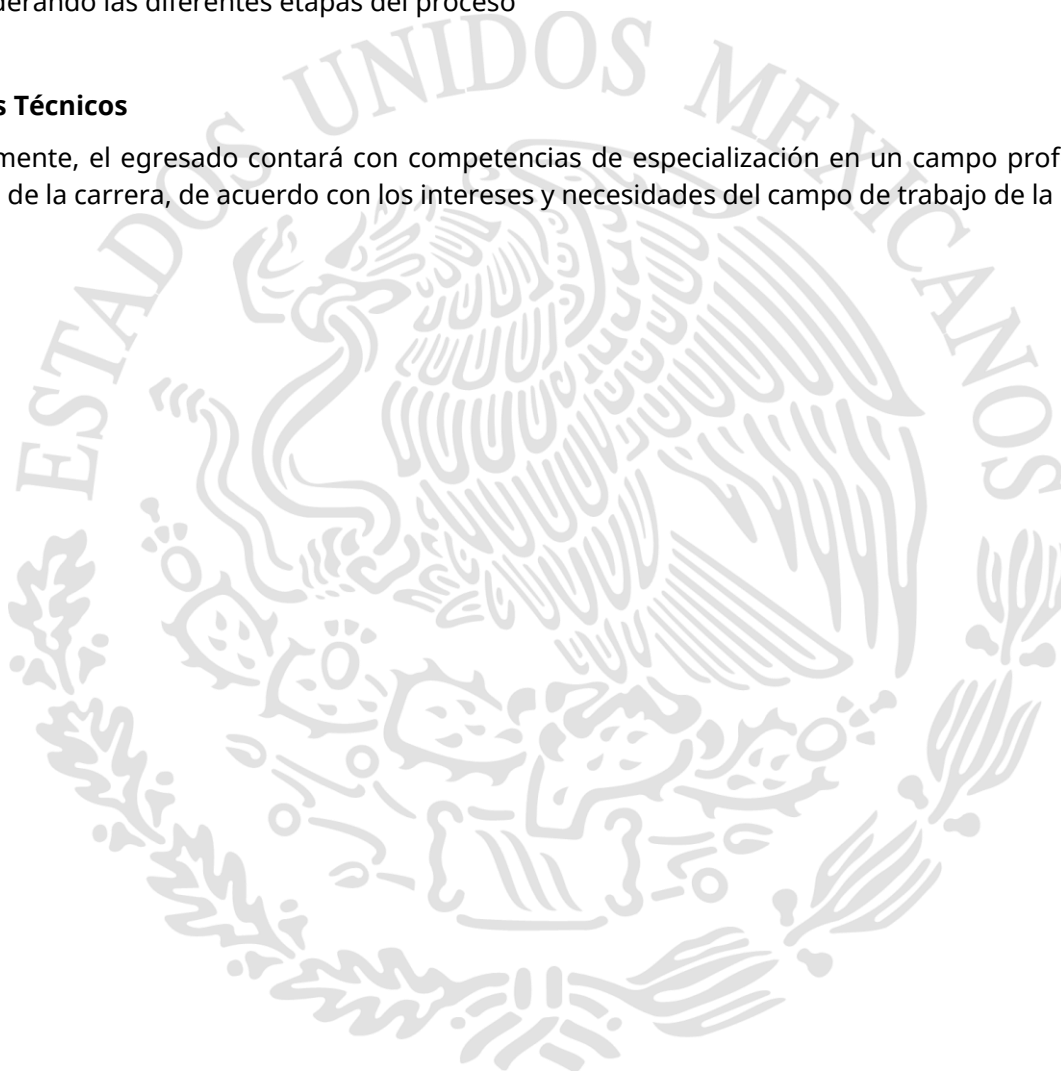 derando las diferentes etapas del proceso
s Técnicos
mente, el egresado contará con competencias de especialización en un campo prof
de la carrera, de acuerdo con los intereses y necesidades del campo de trabajo de la
ESTADOS UNIDOS MEXICANOS